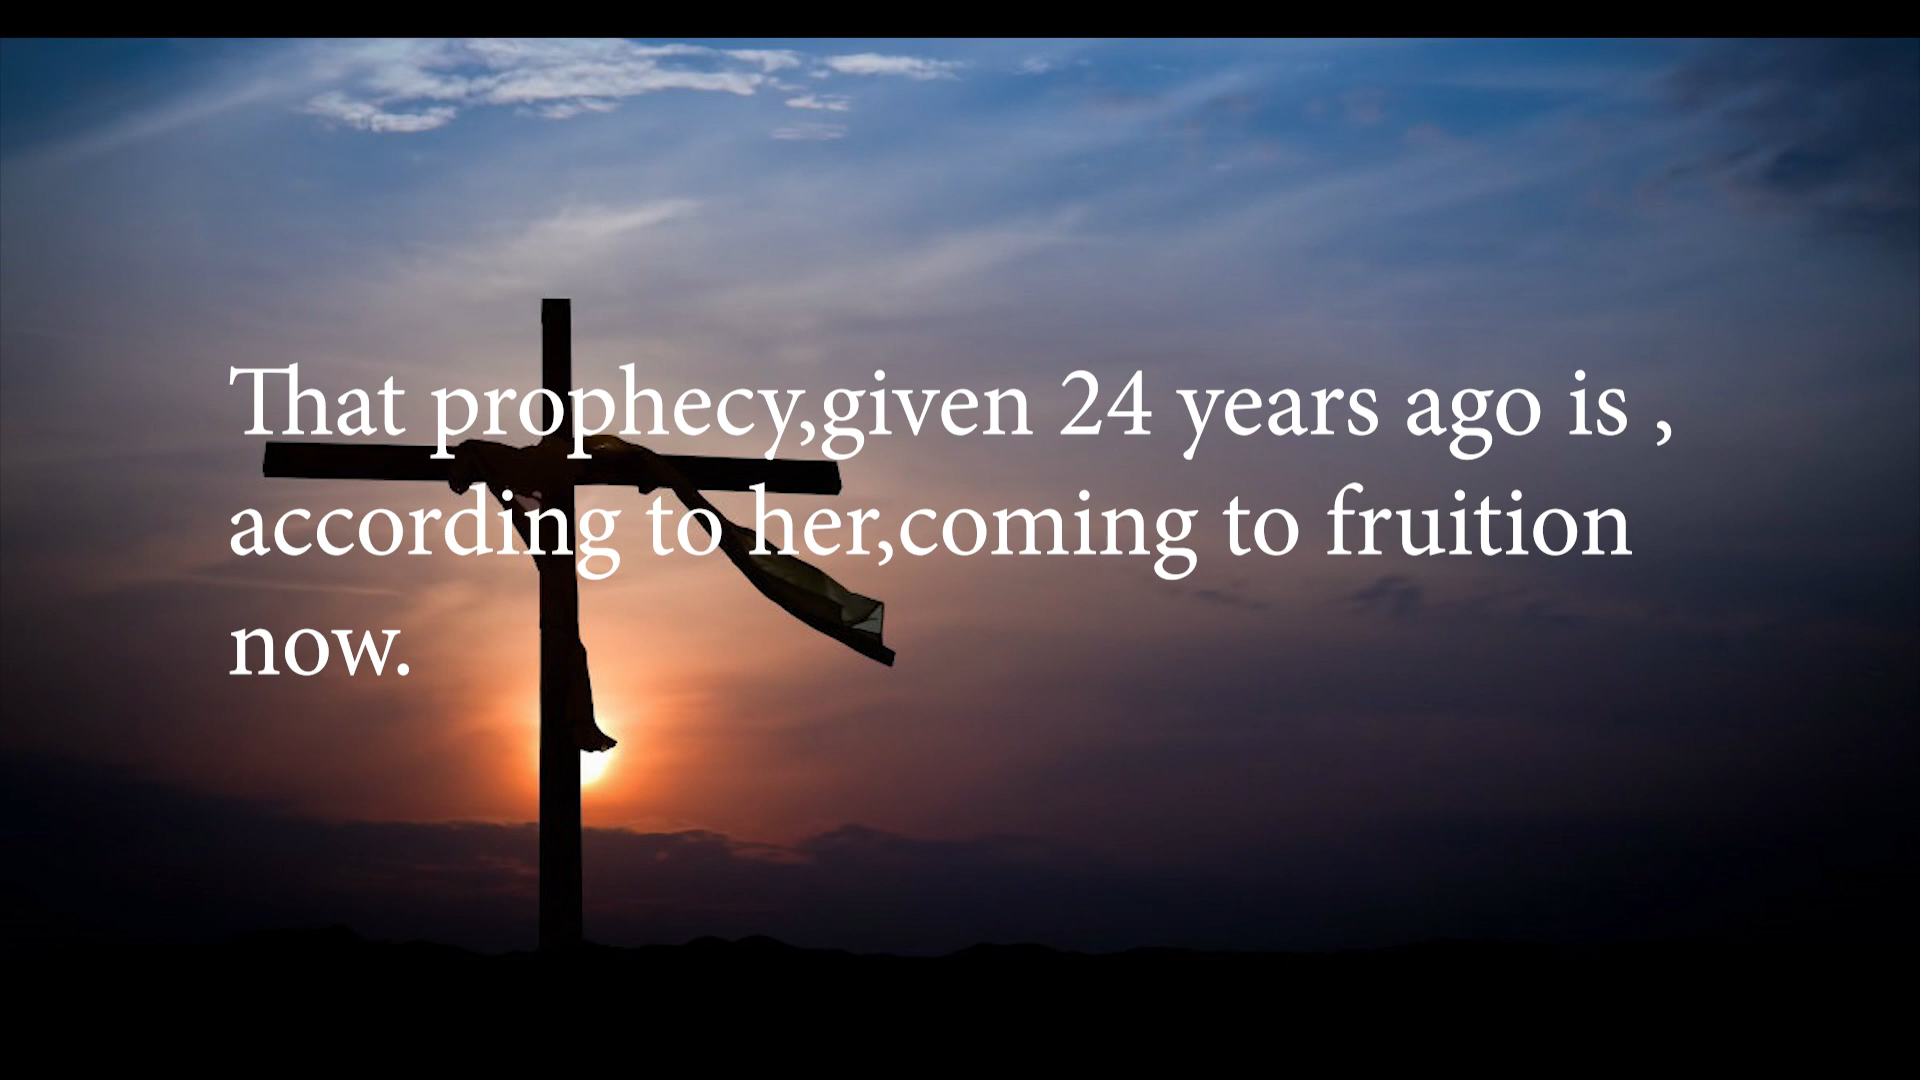 That prophecy,given 24 years ago is ,
according to her,coming to fruition
now.